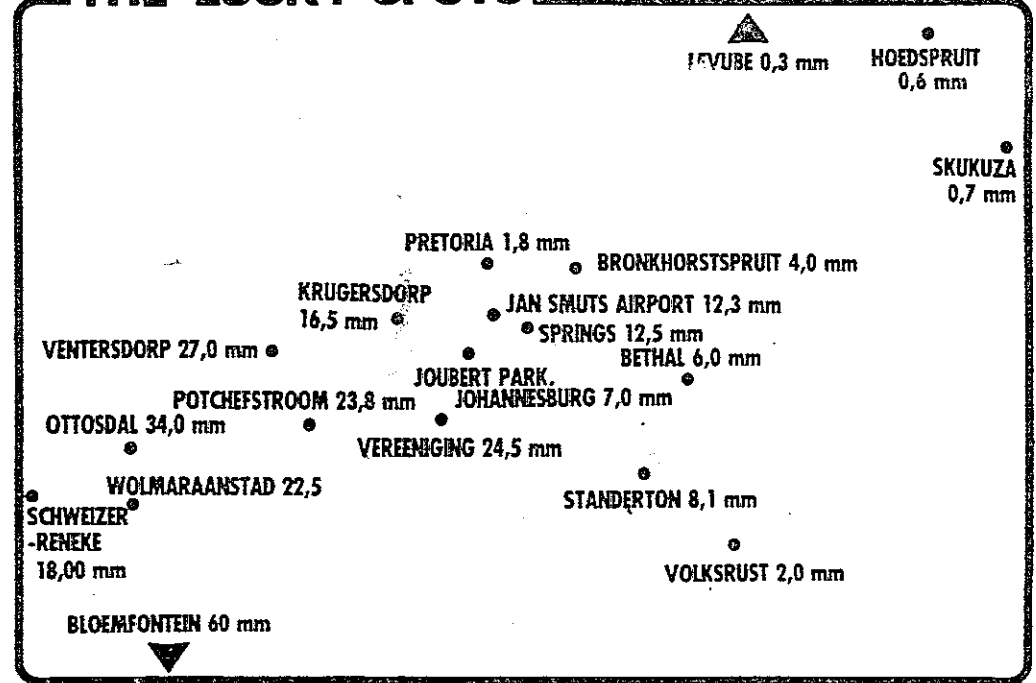 THE LUCKY SPOTS
LEVUBE 0,3 mm
HOEDSPRUIT
0,6 mm
SKUKUZA
0,7 mm
PRETORIA 1,8 mm
BRONKHORSTSPRUIT 4,0 mm
KRUGERSDORP
16,5 mm
JAN SMUTS AIRPORT 12,3 mm
SPRINGS 12,5 mm
VENTERSDORP 27,0 mm
BETHAL 6,0 mm
JOUBERT PARK.
JOHANNESBURG 7,0 mm
POTCHEFSTROOM 23,8 mm
OTTOSDAL 34,0 mm
VEREENIGING 24,5 mm
WOLMARAANSTAD 22,5
STANDERTON 8,1 mm
SCHWEIZER
-RENEKE
18,00 mm
VOLKSRUST 2,0 mm
BLOEMFONTEIN 60 mm